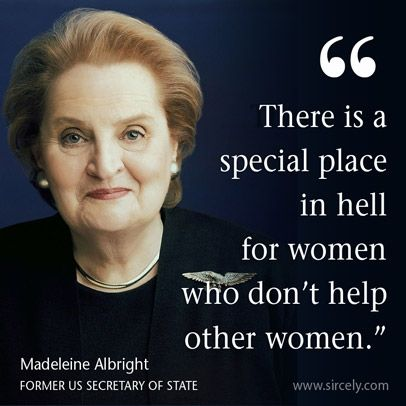 “
There is a
special place
in hell
for women
who don’t help
other women.”
Madeleine Albright
FORMER US SECRETARY OF STATE
www.sircely.com